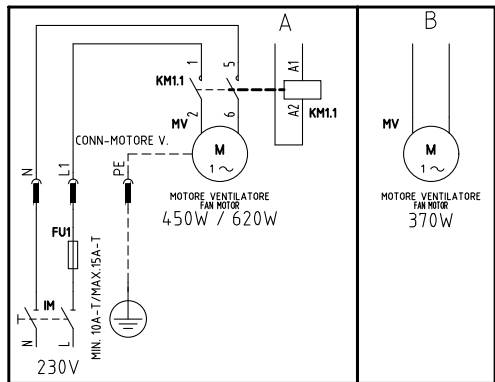 A
B
1
5
KM1.1
A1
A2
KM1.1
2
6
MV
MV
CONN-MOTORE V.
M
1 ~
M
1 ~
N
L1
PE
MOTORE VENTILATORE
FAN MOTOR
450W / 620W
MOTORE VENTILATORE
FAN MOTOR
370W
FU1
MIN. 10A-T/MAX.15A-T
IM
N
L
230V